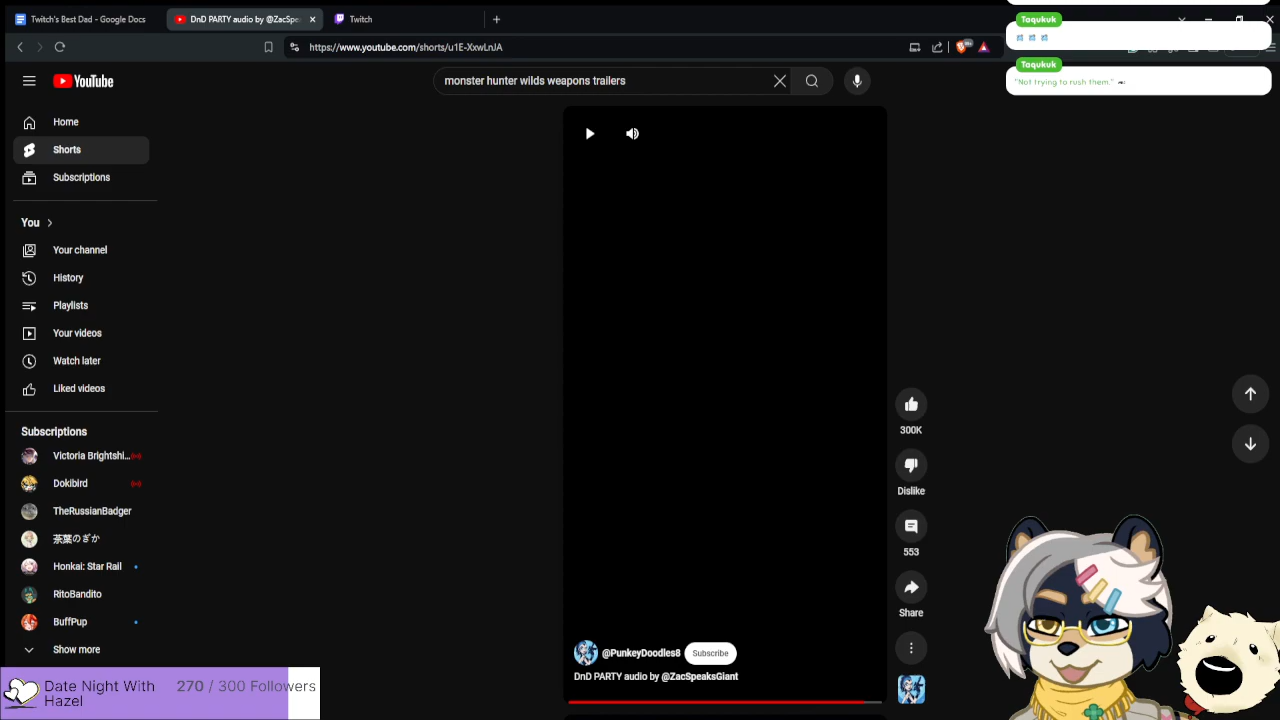 Twitch's Best Dad - Google Docs
DnD PARTY audio by @ZacSpe
Twitch
https://www.youtube.com/shorts/u1E-XxwLnUA
YouTube
monster hunter wilds weapons trailers
Taqukuk
Taqukuk
"Not trying to rush them."
Home
Shorts
Subscriptions
You
Your channel
History
Playlists
Your videos
Watch later
Liked videos
Subscriptions
Victoria Brightshi...
Dokibird
TheRussianBadger
茶葉のぎか
Honkai: Star Rail
RitoBandito
BuffPup
Show more
300K
Dislike
553
Share
@PunkeyDoodles8 Subscribe
DnD PARTY audio by @ZacSpeaksGiant
Date Night With Hazel
270 / 300 Followers